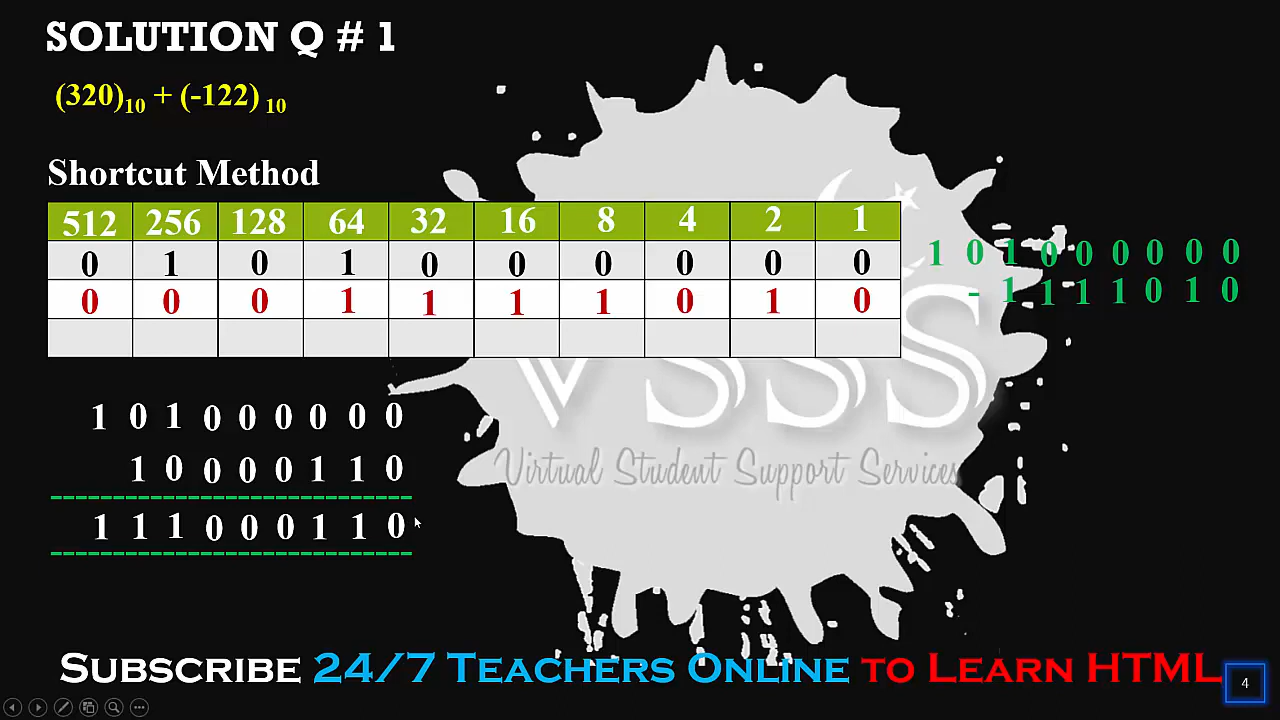 SOLUTION Q # 1
(320)10 + (-122) 10
Shortcut Method
512 256 128 64 32 16 8 4 2 1
0 1 0 1 0 0 0 0 0 0
0 0 0 1 1 1 1 0 1 0
1 0 1 0 0 0 0 0 0
- 1 1 1 1 0 1 0
1 0 1 0 0 0 0 0 0
1 0 0 0 0 1 1 0
1 1 1 0 0 0 1 1 0
VSSS
Virtual Student Support Services
SUBSCRIBE 24/7 TEACHERS ONLINE TO LEARN HTML
4